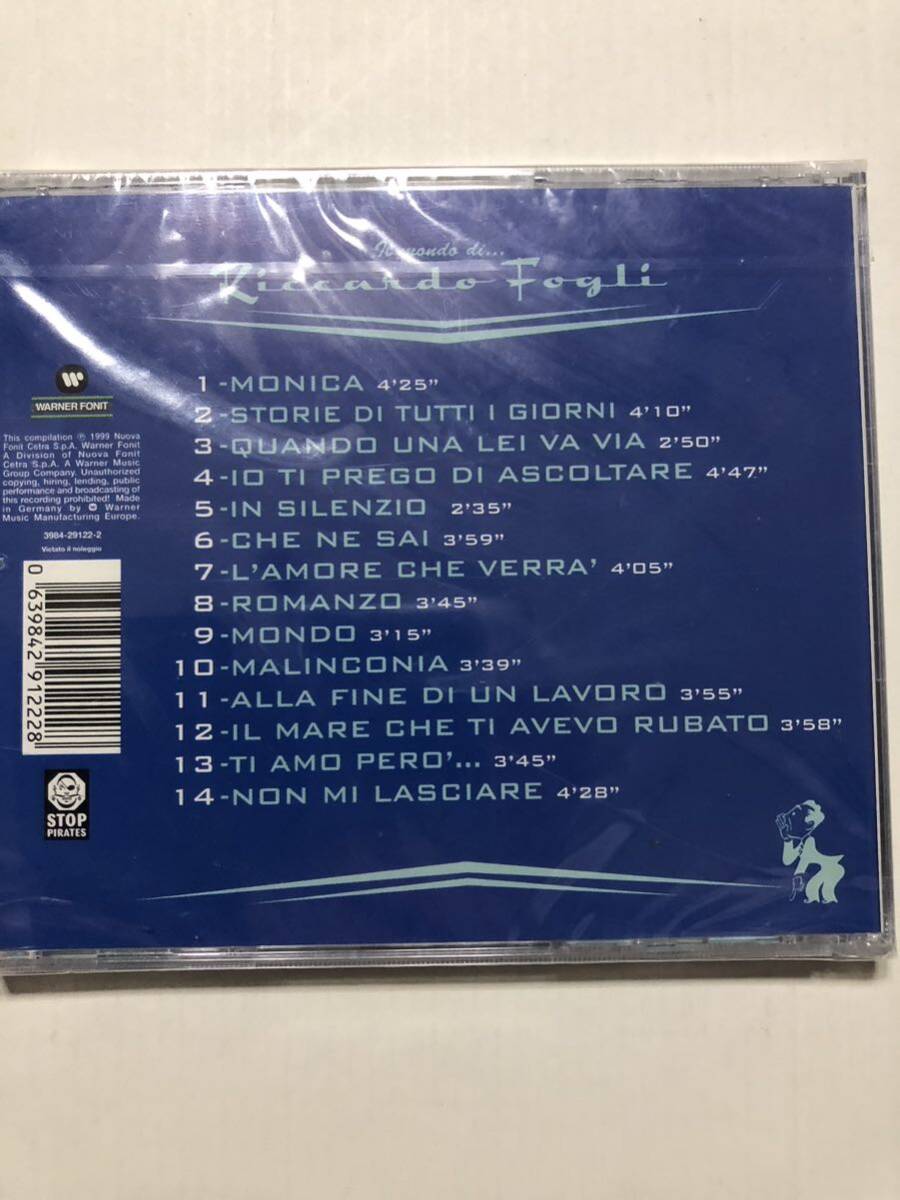 Il mondo di...
Riccardo Fogli
1-MONICA 4'25"
2-STORIE DI TUTTI I GIORNI 4'10"
3-QUANDO UNA LEI VA VIA 2'50"
4-IO TI PREGO DI ASCOLTARE 4'47"
5-IN SILENZIO 2'35"
6-CHE NE SAI 3'59"
7-L'AMORE CHE VERRA' 4'05"
8-ROMANZO 3'45"
9-MONDO 3'15"
10-MALINCONIA 3'39"
11-ALLA FINE DI UN LAVORO 3'55"
12-IL MARE CHE TI AVEVO RUBATO 3'58"
13-TI AMO PERO'... 3'45"
14-NON MI LASCIARE 4'28"
WARNER FONIT
This compilation ℗ 1999 Nuova
Fonit Cetra S.p.A. Warner Fonit
A Division of Nuova Fonit
Cetra S.p.A. A Warner Music
Group Company. Unauthorized
copying, hiring, lending, public
performance and broadcasting of
this recording prohibited! Made
in Germany by Warner
Music Manufacturing Europe.
3984-29122-2
Vietato il noleggio
0 639842 912228
STOP
PIRATES